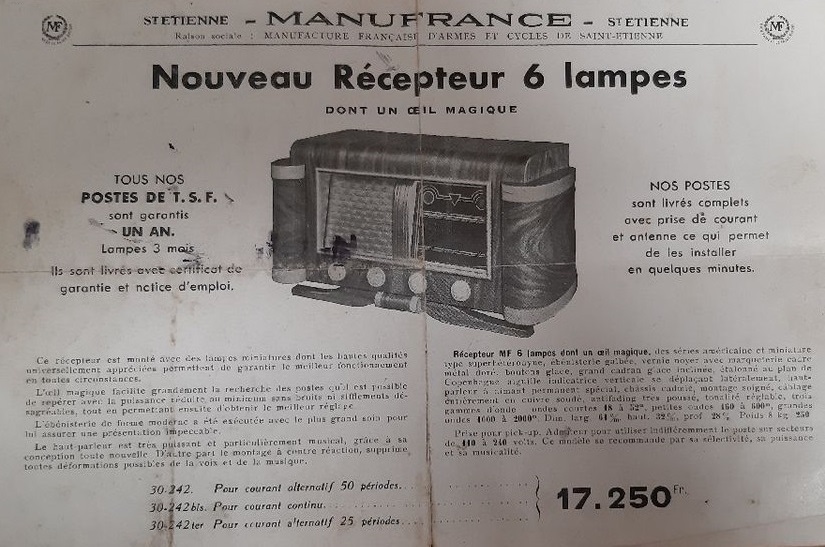 MF
ST ETIENNE - MANUFRANCE - ST ETIENNE
MF
Raison sociale : MANUFACTURE FRANÇAISE D'ARMES ET CYCLES DE SAINT-ETIENNE
Nouveau Récepteur 6 lampes
DONT UN ŒIL MAGIQUE
TOUS NOS
POSTES DE T.S.F.
sont garantis
UN AN.
Lampes 3 mois
Ils sont livrés avec certificat de
garantie et notice d'emploi.
NOS POSTES
sont livrés complets
avec prise de courant
et antenne ce qui permet
de les installer
en quelques minutes.
Ce récepteur est monté avec des lampes miniatures dont les hautes qualités
universellement appréciées permettent de garantir le meilleur fonctionnement
en toutes circonstances.
L'œil magique facilite grandement la recherche des postes qu'il est possible
de repérer avec la puissance réduite au minimum sans bruits ni sifflements dé-
sagréables, tout en permettant ensuite d'obtenir le meilleur réglage
L'ébénisterie de forme moderne a été exécutée avec le plus grand soin pour
lui assurer une présentation impeccable.
Le haut-parleur est très puissant et particulièrement musical, grâce à sa
conception toute nouvelle D'autre part le montage à contre réaction, supprime
toutes déformations possibles de la voix et de la musique.
Récepteur MF 6 lampes dont un œil magique, des séries américaine et miniature
type superhétérodyne, ébénisterie galbée, vernie noyer avec marqueterie cadre
métal doré, boutons glace, grand cadran glace inclinée, étalonné au plan de
Copenhague aiguille indicatrice verticale se déplaçant latéralement, haut-
parleur à aimant permanent spécial, châssis cadmié, montage soigné, câblage
entièrement en cuivre soudé, antifading très poussé, tonalité réglable, trois
gammes d'onde ondes courtes 18 à 52m, petites ondes à grandes
ondes 1000 à 2000m Dim. larg. 61 c/m haut. 32 c/m prof 28 c/m Poids 8 kg 250
Prise pour pick-up. Adapteur pour utiliser indifféremment le poste sur secteurs
de 110 à 240 volts. Ce modèle se recommande par sa sélectivité, sa puissance
et sa musicalité.
30-242. Pour courant alternatif 50 périodes
30-242bis. Pour courant continu
30-242ter Pour courant alternatif 25 périodes
17.250 Fr.